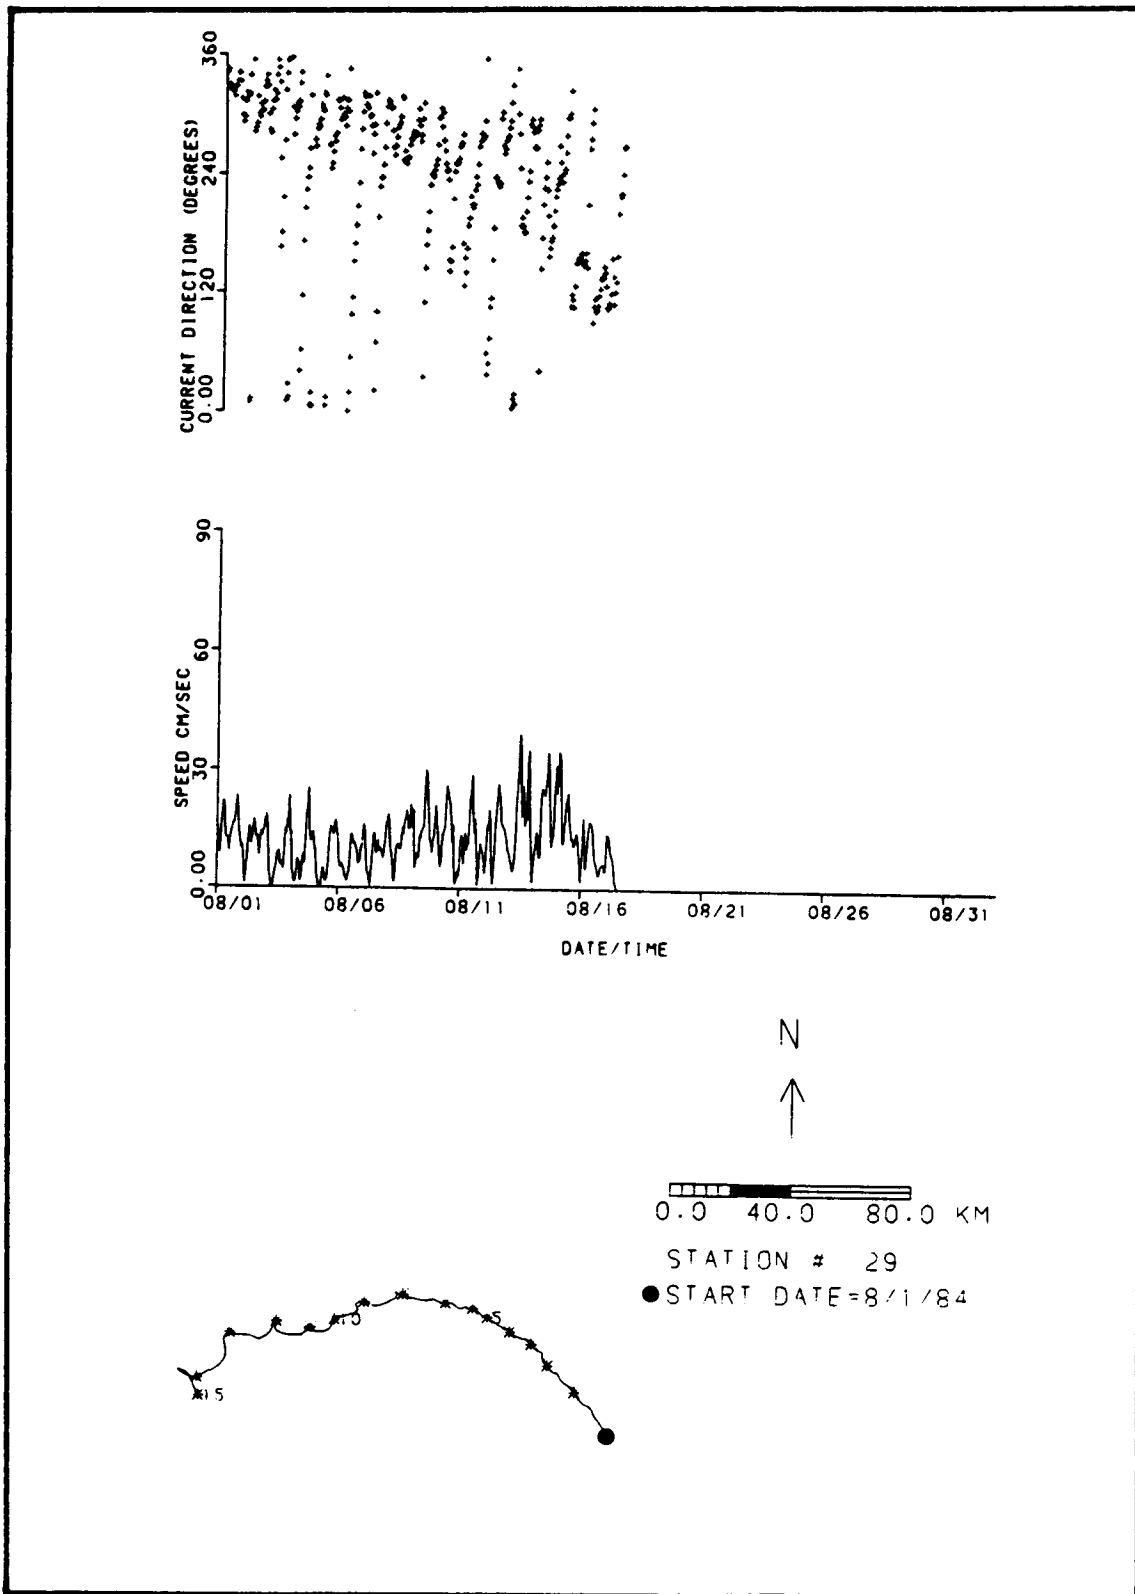 CURRENT DIRECTION (DEGREES)
360
240
120
0.00
SPEED CM/SEC
90
60
30
0.00
08/01 08/06 08/11 08/16 08/21 08/26 08/31
DATE/TIME
N
0.0 40.0 80.0 KM
STATION # 29
START DATE=8/1/84
5
10
15